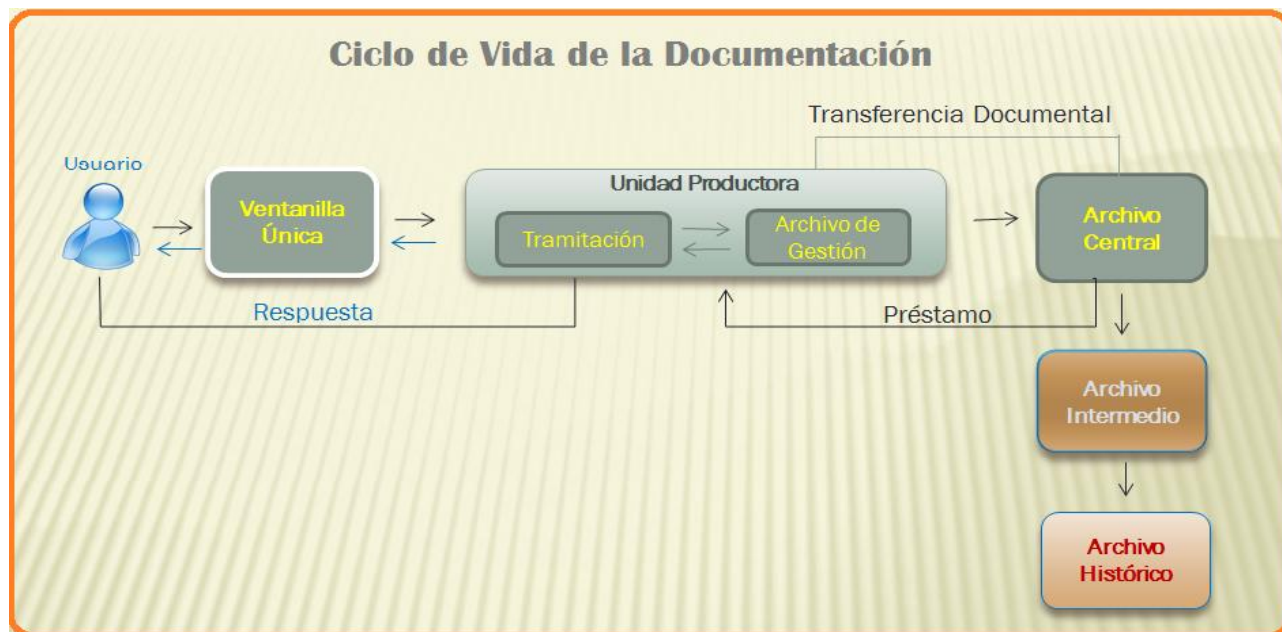 Ciclo de Vida de la Documentación
Transferencia Documental
Usuario
Ventanilla
Única
Unidad Productora
Tramitación
Archivo de
Gestión
Archivo
Central
Respuesta
Préstamo
Archivo
Intermedio
Archivo
Histórico